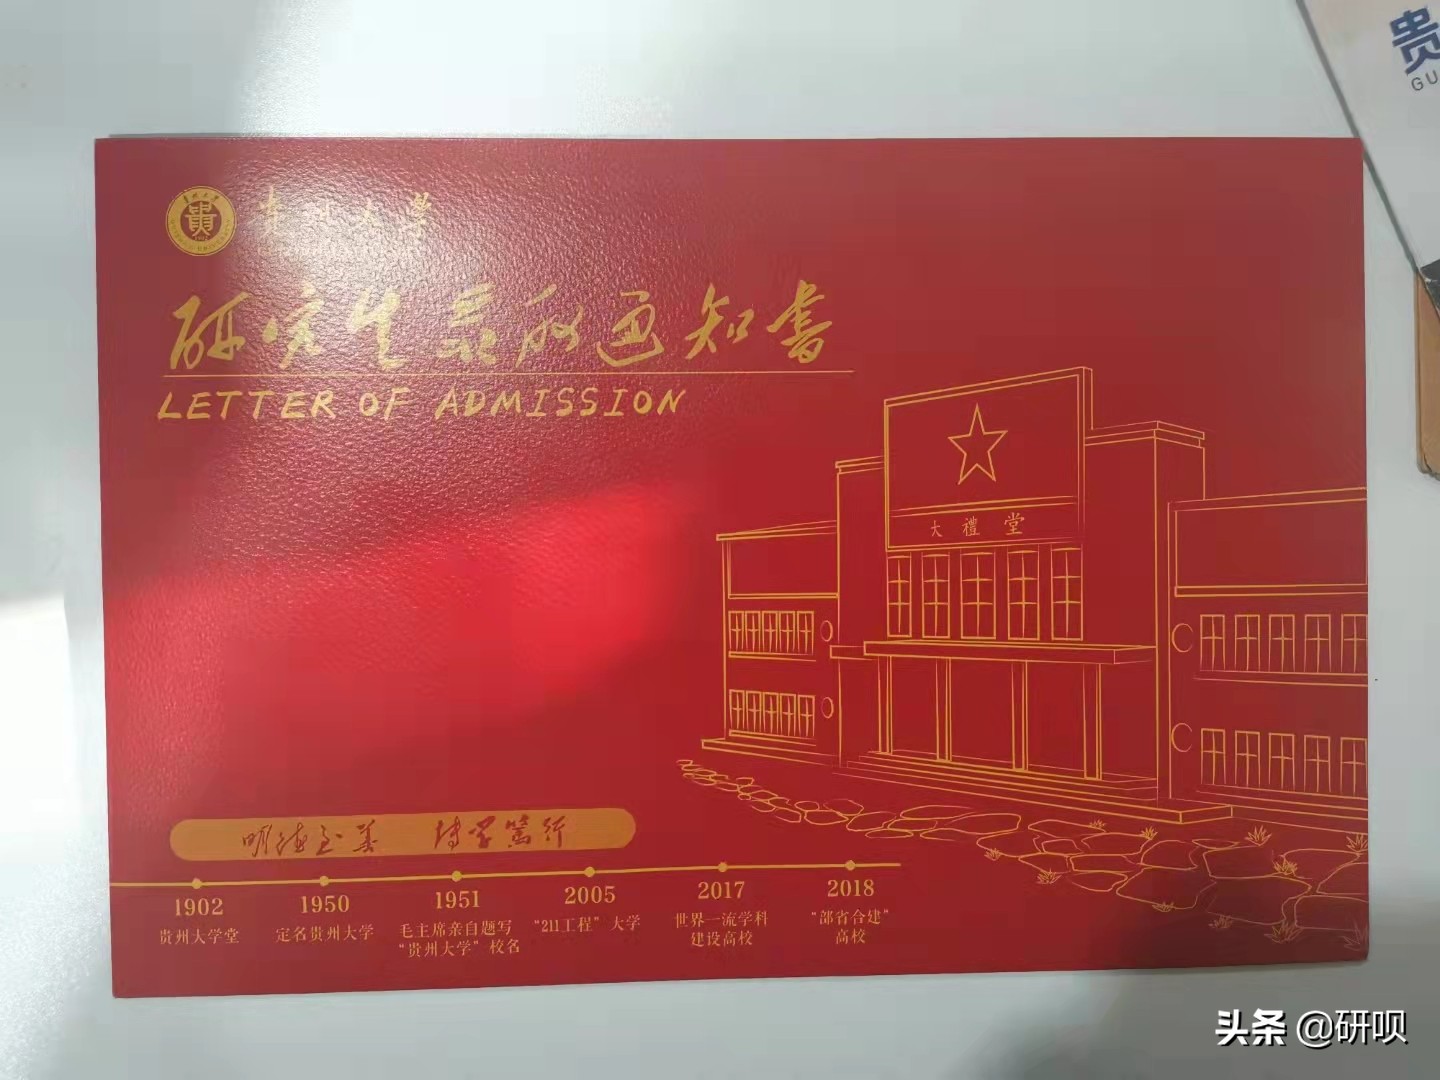 贵州大学
研究生录取通知书
LETTER OF ADMISSION
大禮堂
明德至善 博学笃行
1902 1950 1951 2005 2017 2018
贵州大学堂 定名贵州大学 毛主席亲自题写 “211工程”大学 世界一流学科 “部省合建”
“贵州大学”校名 建设高校 高校
贵
GU
头条 @研呗